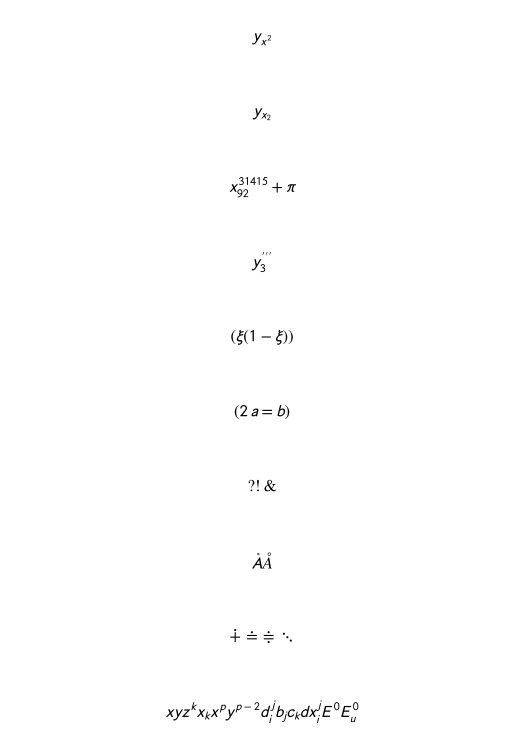 y_{x^2}
y_{x_2}
x_{92}^{31415} + π
y_3^{'''}
(ξ(1 − ξ))
(2 a = b)
?! &
ȦÅ
∔ ≐ ≑ ⋱
xyz^k x_k x^p y^{p−2} d_i^j b_j c_k d x_i^j E^0 E_u^0